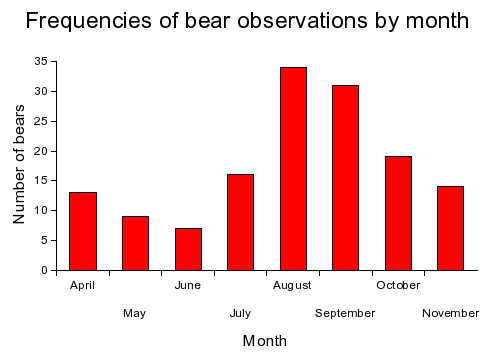 Frequencies of bear observations by month
Number of bears
35
30
25
20
15
10
5
0
April
June
August
October
May
July
September
November
Month